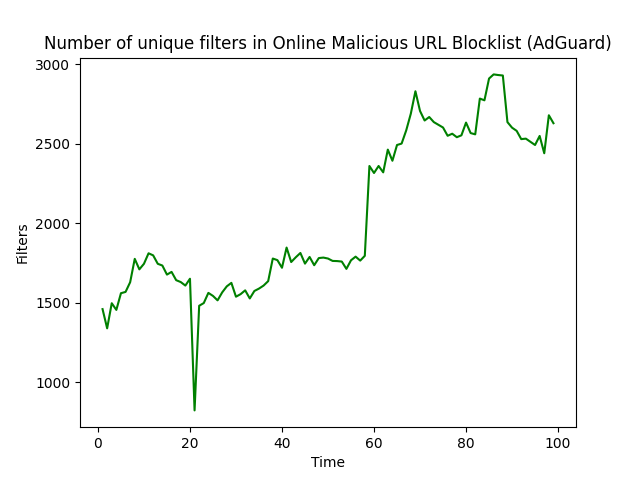 Number of unique filters in Online Malicious URL Blocklist (AdGuard)
3000
2500
2000
1500
1000
Filters
0 20 40 60 80 100
Time